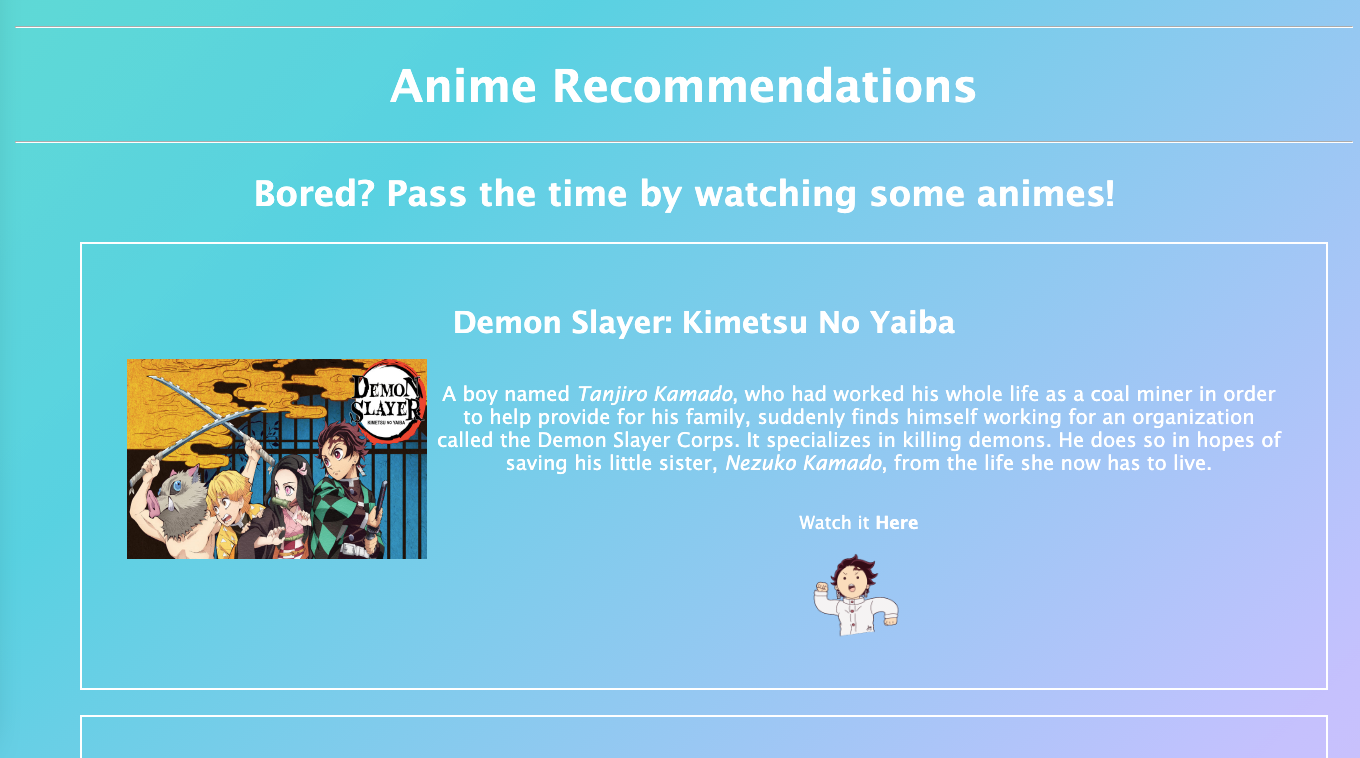 Anime Recommendations
Bored? Pass the time by watching some animes!
Demon Slayer: Kimetsu No Yaiba
DEMON
SLAYER
KIMETSU NO YAIBA
A boy named Tanjiro Kamado, who had worked his whole life as a coal miner in order
to help provide for his family, suddenly finds himself working for an organization
called the Demon Slayer Corps. It specializes in killing demons. He does so in hopes of
saving his little sister, Nezuko Kamado, from the life she now has to live.
Watch it Here